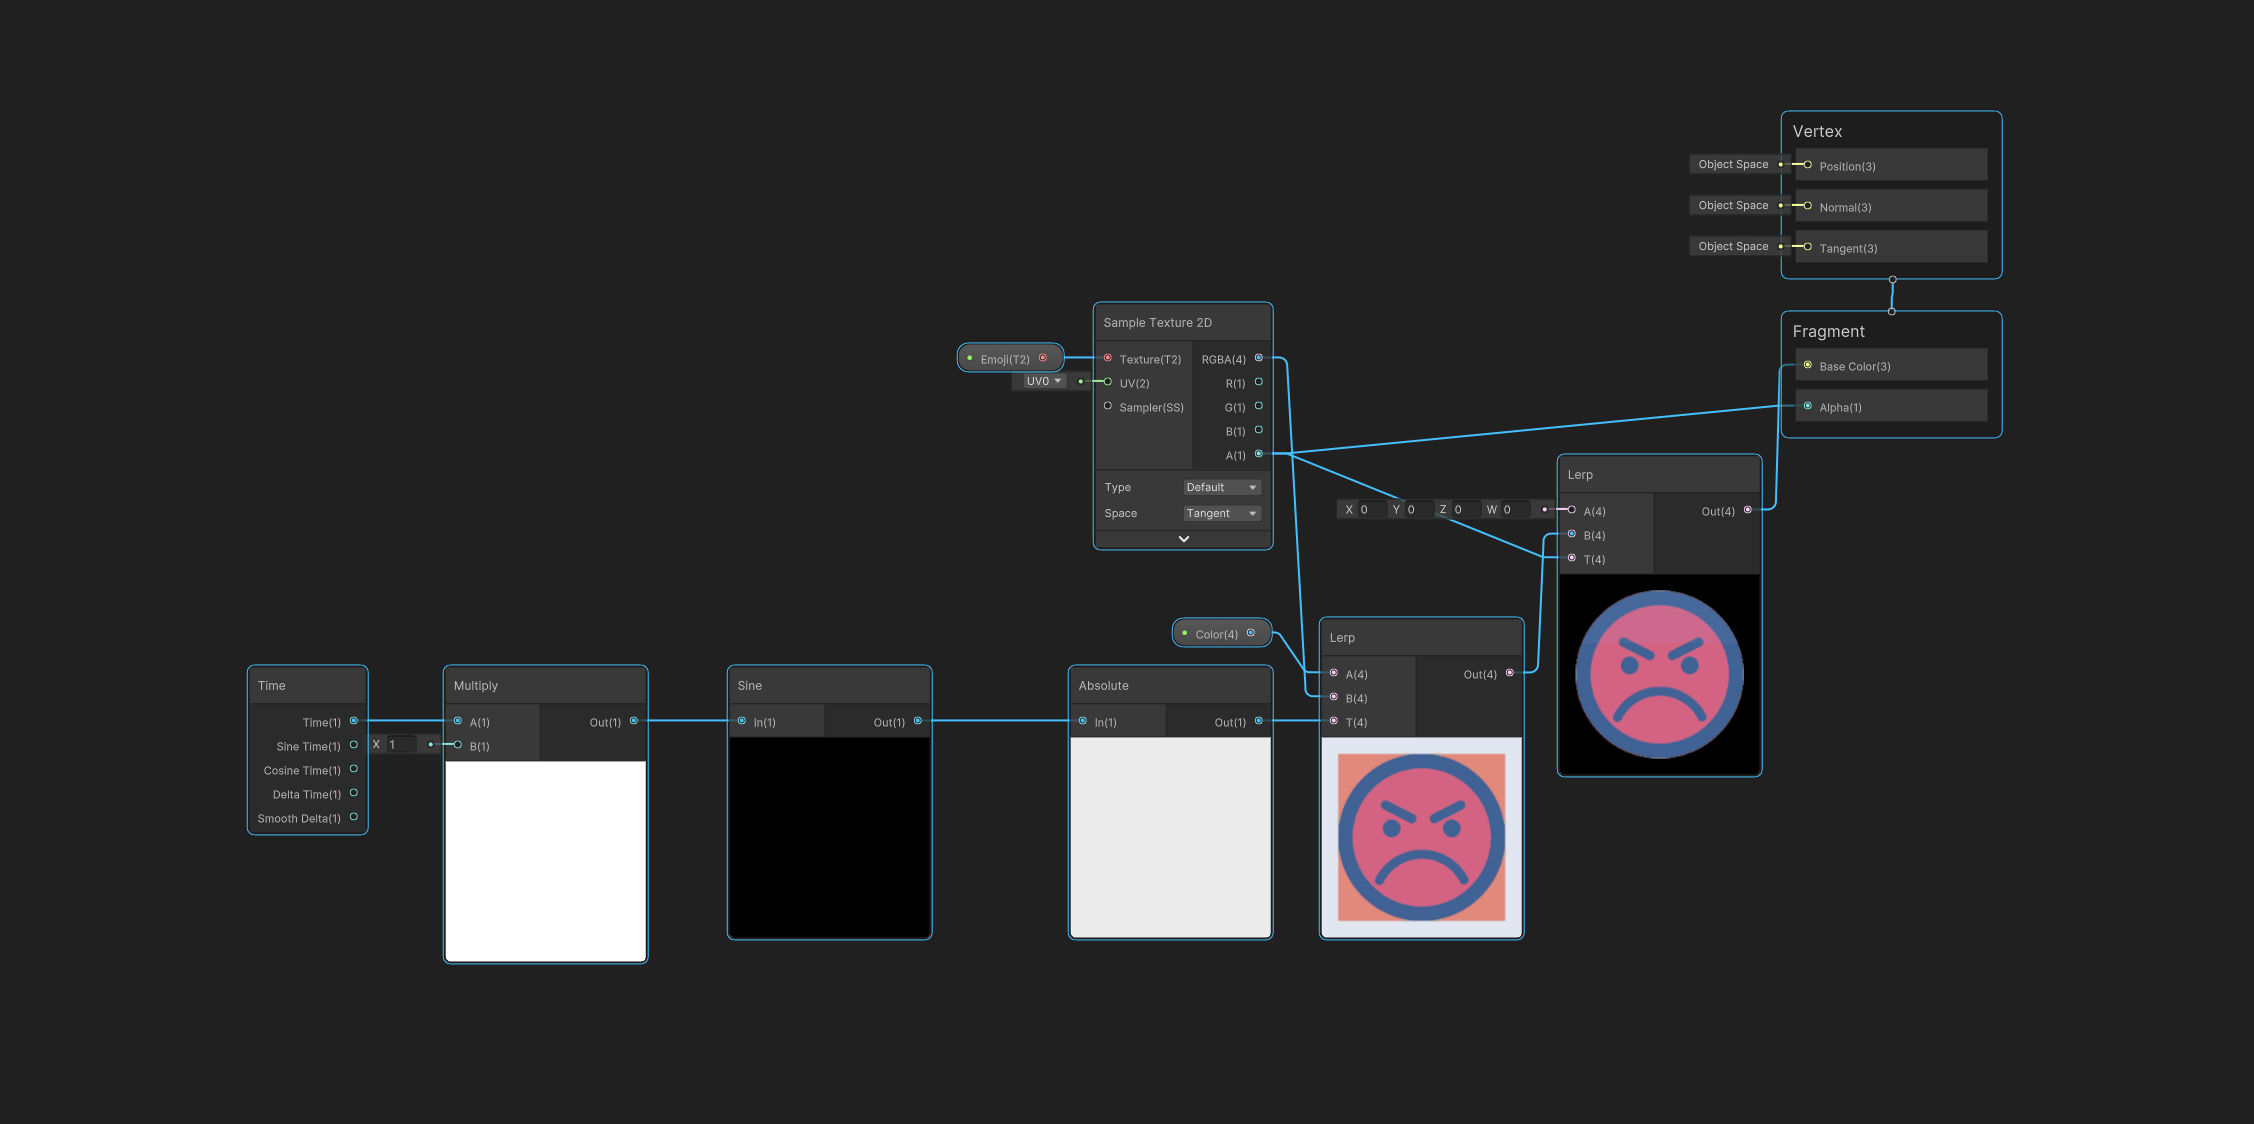 Vertex
Object Space
Position(3)
Object Space
Normal(3)
Object Space
Tangent(3)
Fragment
Base Color(3)
Alpha(1)
Sample Texture 2D
Emoji(T2)
Texture(T2)
RGBA(4)
UV0
UV(2)
R(1)
Sampler(SS)
G(1)
B(1)
A(1)
Type
Default
Space
Tangent
Lerp
X 0 Y 0 Z 0 W 0
A(4)
Out(4)
B(4)
T(4)
Color(4)
Lerp
A(4)
Out(4)
B(4)
T(4)
Time
Time(1)
Sine Time(1)
Cosine Time(1)
Delta Time(1)
Smooth Delta(1)
Multiply
A(1)
Out(1)
X 1
B(1)
Sine
In(1)
Out(1)
Absolute
In(1)
Out(1)